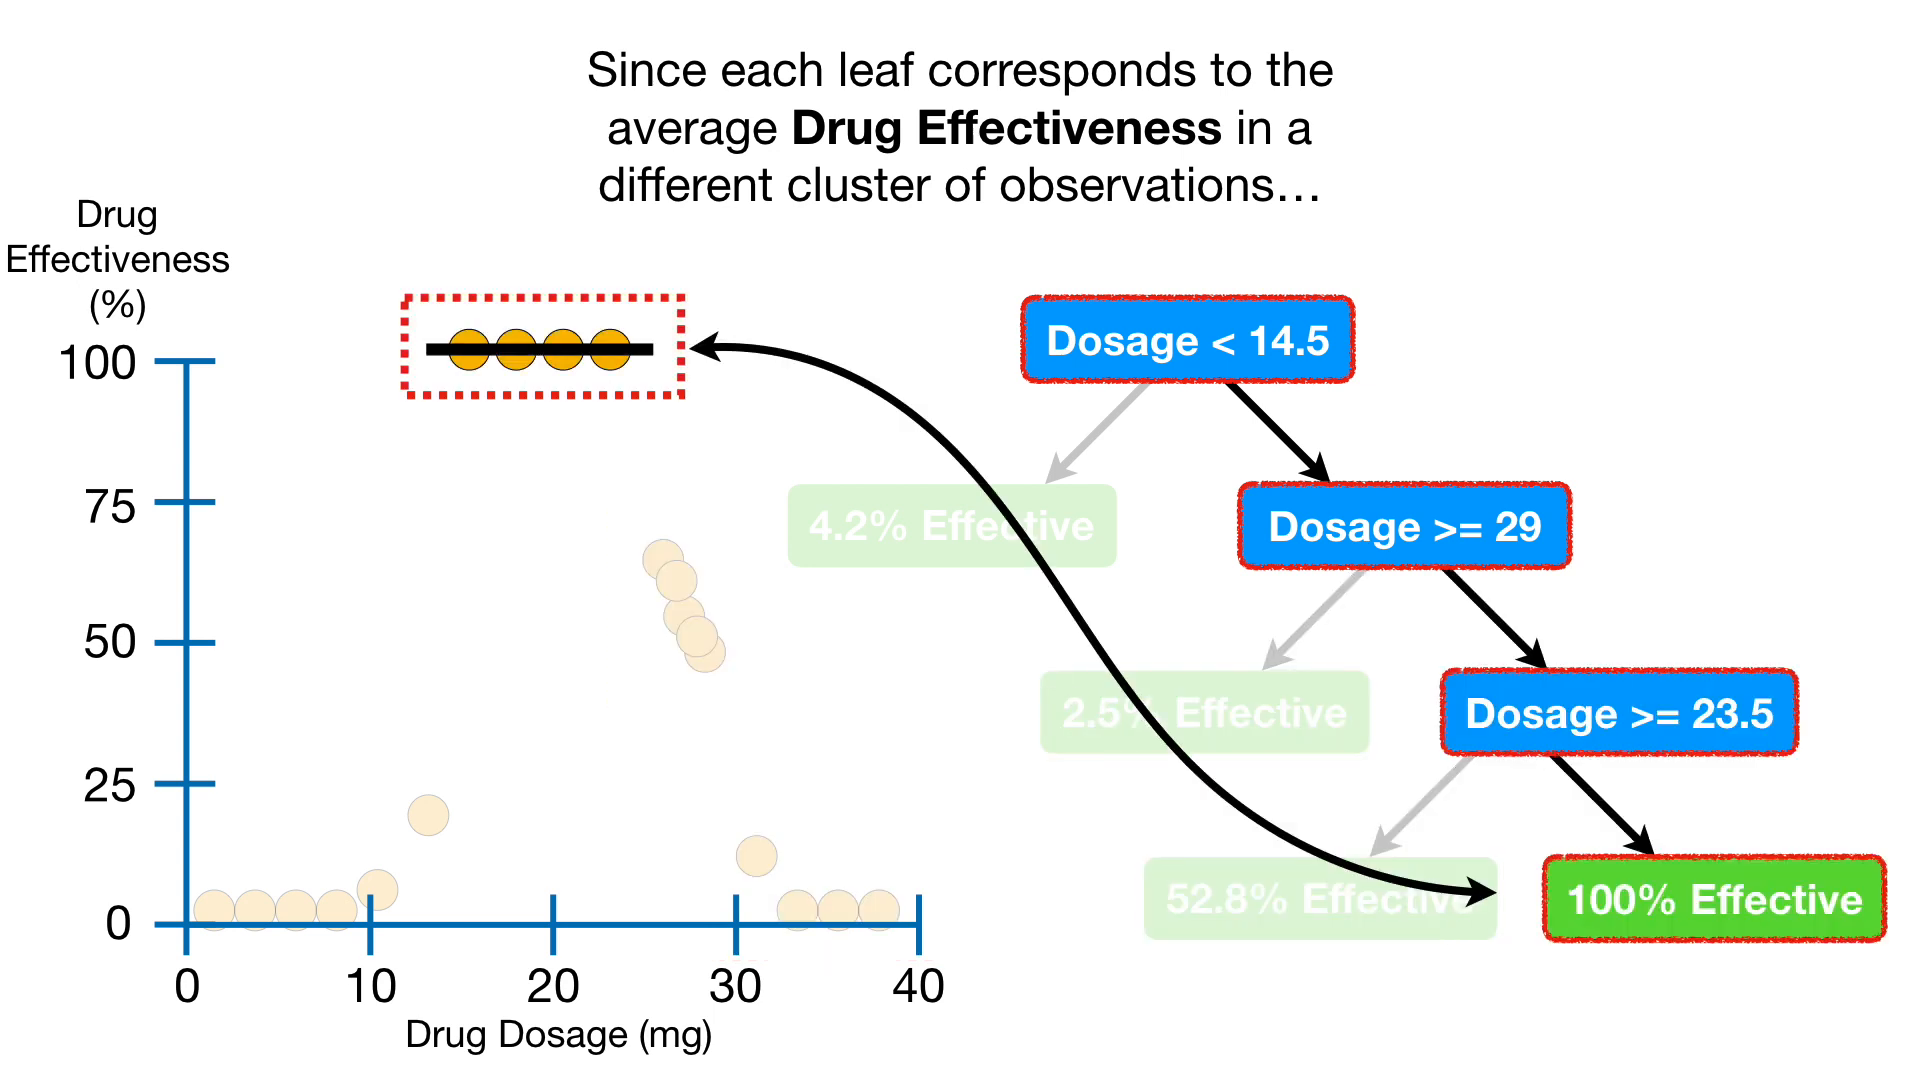 Since each leaf corresponds to the
average Drug Effectiveness in a
different cluster of observations…
Drug
Effectiveness
(%)
100
75
50
25
0
0 10 20 30 40
Drug Dosage (mg)
Dosage < 14.5
4.2% Effective
Dosage >= 29
2.5% Effective
Dosage >= 23.5
52.8% Effective
100% Effective